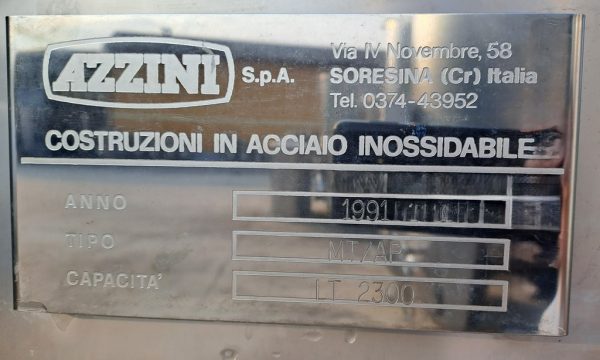 AZZINI S.p.A.
Via IV Novembre, 58
SORESINA (Cr) Italia
Tel. 0374-43952
COSTRUZIONI IN ACCIAIO INOSSIDABILE
ANNO 1991
TIPO MT/AP
CAPACITA' LT 2300